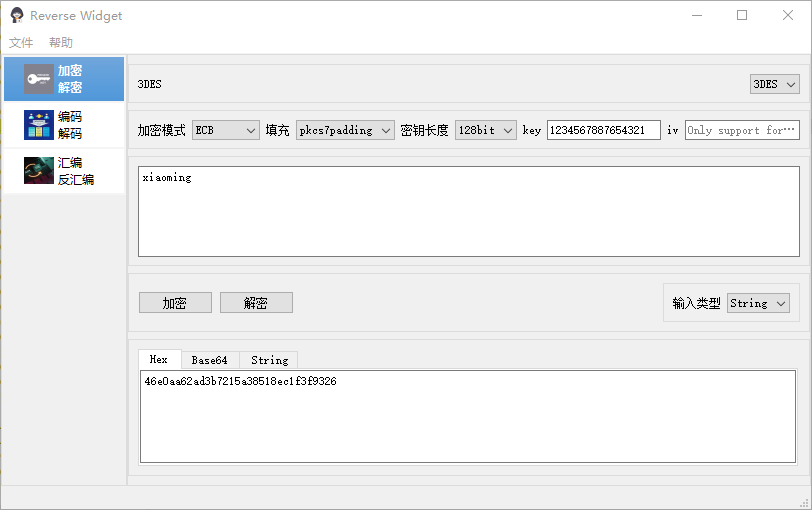 Reverse Widget
文件 帮助
加密
解密
编码
解码
汇编
反汇编
3DES 3DES
加密模式 ECB 填充 pkcs7padding 密钥长度 128bit key 1234567887654321 iv Only support for…
xiaoming
加密 解密 输入类型 String
Hex Base64 String
46e0aa62ad3b7215a38518ec1f3f9326